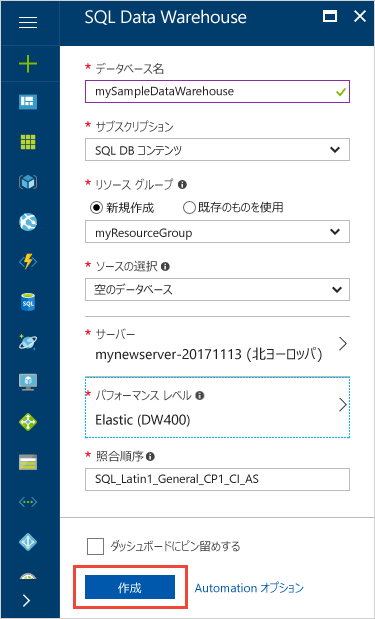 SQL Data Warehouse
* データベース名
mySampleDataWarehouse
* サブスクリプション
SQL DB コンテンツ
* リソース グループ
新規作成 既存のものを使用
myResourceGroup
* ソースの選択
空のデータベース
* サーバー
mynewserver-20171113 (北ヨーロッパ)
* パフォーマンス レベル
Elastic (DW400)
* 照合順序
SQL_Latin1_General_CP1_CI_AS
ダッシュボードにピン留めする
作成 Automation オプション